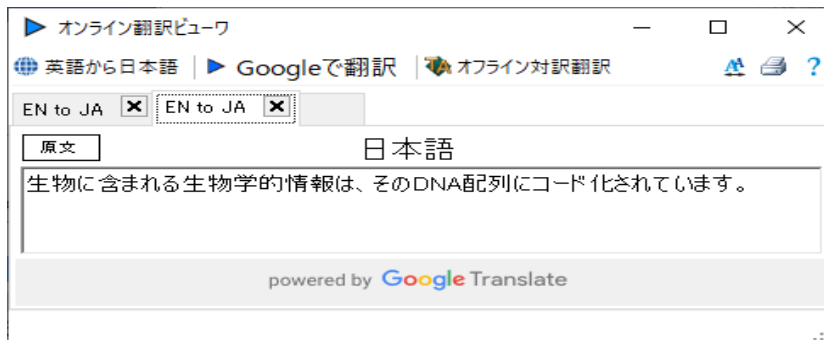 オンライン翻訳ビューワ
英語から日本語 Googleで翻訳 オフライン対訳翻訳 ?
EN to JA EN to JA
原文 日本語
生物に含まれる生物学的情報は、そのDNA配列にコード化されています。
powered by Google Translate